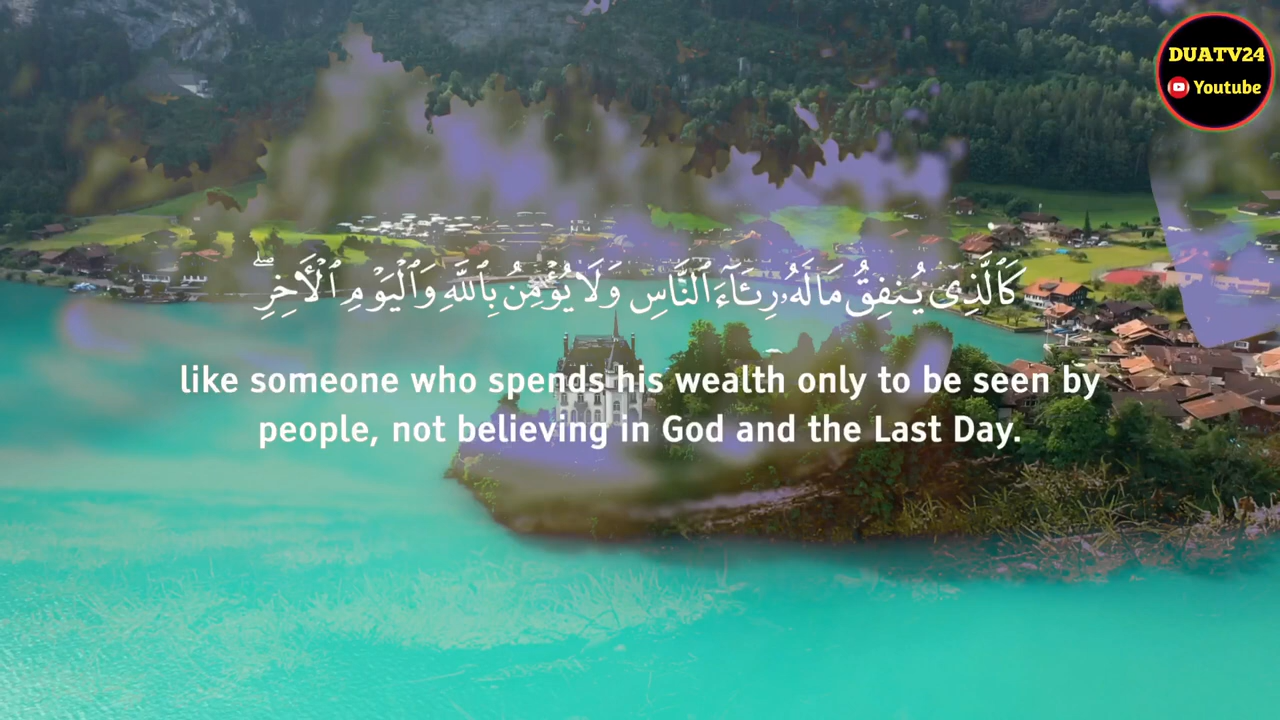 DUATV24
Youtube
كَٱلَّذِى يُنفِقُ مَالَهُۥ رِئَآءَ ٱلنَّاسِ وَلَا يُؤْمِنُ بِٱللَّهِ وَٱلْيَوْمِ ٱلْـَٔاخِرِ ۖ
like someone who spends his wealth only to be seen by
people, not believing in God and the Last Day.